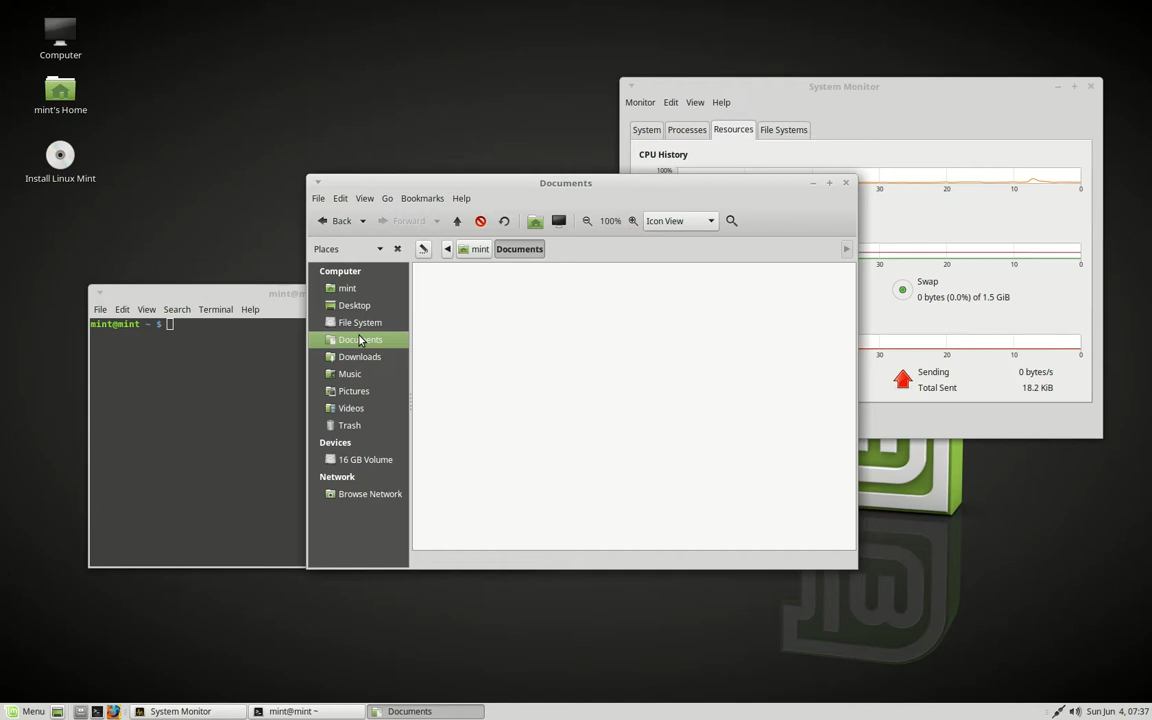 Computer
mint's Home
Install Linux Mint
System Monitor
Monitor Edit View Help
System Processes Resources File Systems
CPU History
100%
30 20 10 0
30 20 10 0
Swap
0 bytes (0.0%) of 1.5 GiB
30 20 10 0
Sending 0 bytes/s
Total Sent 18.2 KiB
Documents
File Edit View Go Bookmarks Help
Back Forward 100% Icon View
Places mint Documents
Computer
mint
Desktop
File System
Documents
Downloads
Music
Pictures
Videos
Trash
Devices
16 GB Volume
Network
Browse Network
File Edit View Search Terminal Help
mint@mint ~ $
Menu System Monitor mint@mint ~ Documents Sun Jun 4, 07:37